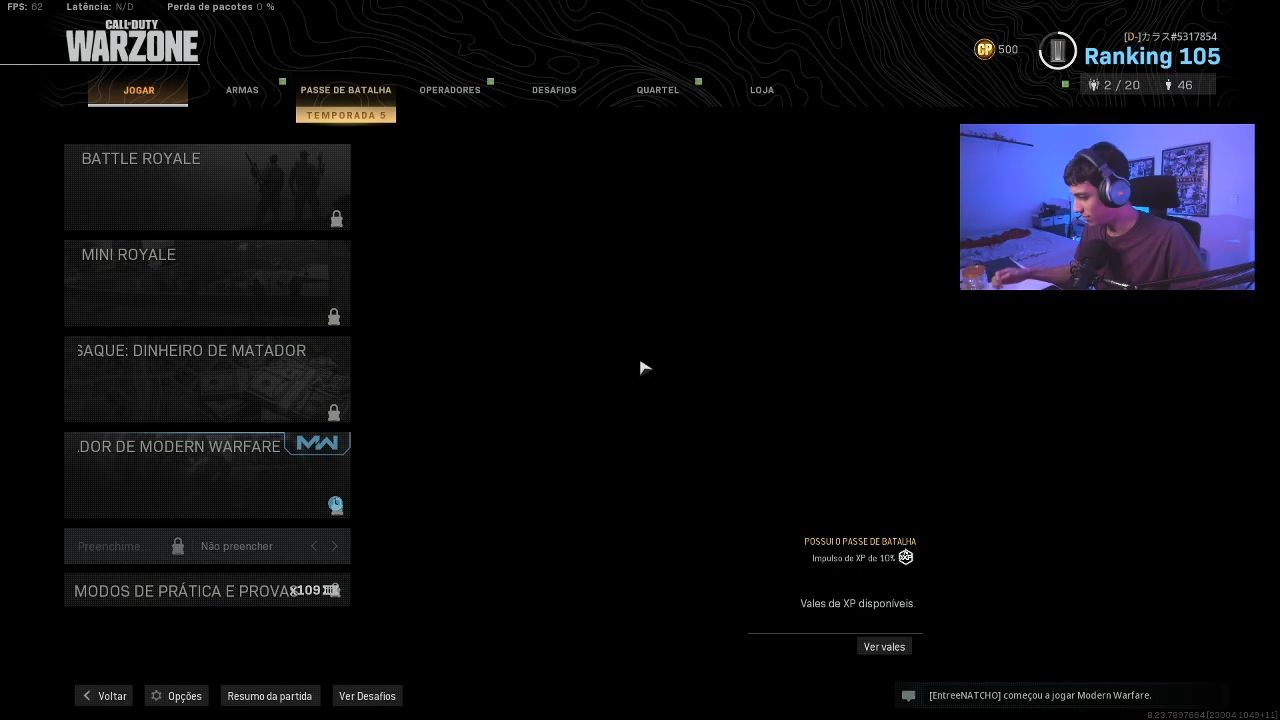 FPS: 62 Latência: N/D Perda de pacotes 0 %
CALL OF DUTY
WARZONE
CP 500
[D-]カラス#5317854
Ranking 105
2 / 20 46
JOGAR ARMAS PASSE DE BATALHA OPERADORES DESAFIOS QUARTEL LOJA
TEMPORADA 5
BATTLE ROYALE
MINI ROYALE
SAQUE: DINHEIRO DE MATADOR
DOR DE MODERN WARFARE
MW
Preenchime Não preencher
MODOS DE PRÁTICA E PROVAS
POSSUI O PASSE DE BATALHA
Impulso de XP de 10%
Vales de XP disponíveis.
Ver vales
Voltar Opções Resumo da partida Ver Desafios
[EntreeNATCHO] começou a jogar Modern Warfare.